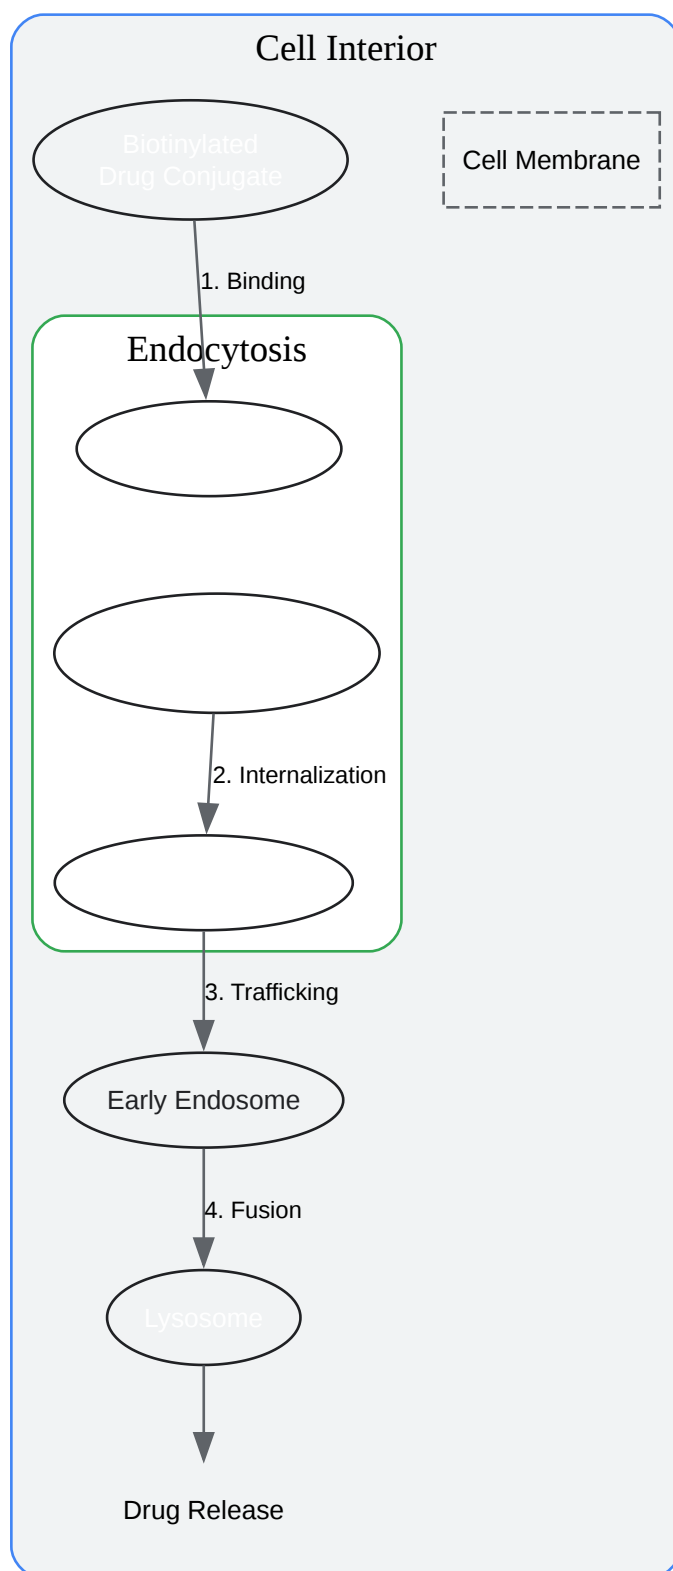 Cell Interior
Biotinylated
Drug Conjugate
Cell Membrane
1. Binding
Endocytosis
2. Internalization
3. Trafficking
Early Endosome
4. Fusion
Lysosome
Drug Release